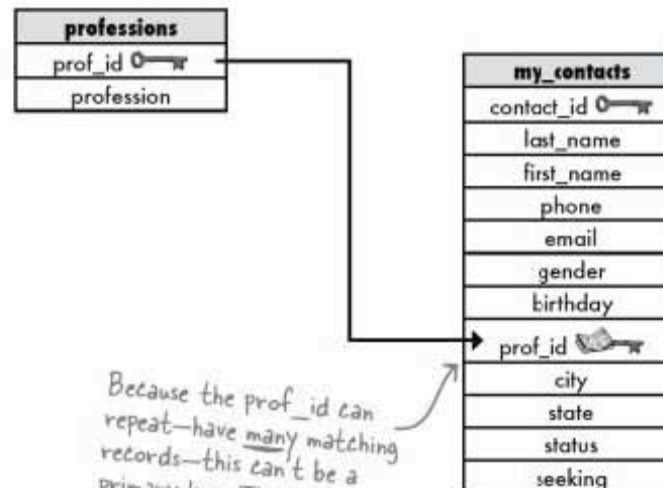 professions
prof_id
profession
my_contacts
contact_id
last_name
first_name
phone
email
gender
birthday
prof_id
city
state
status
seeking
Because the prof_id can
repeat—have many matching
records—this can't be a